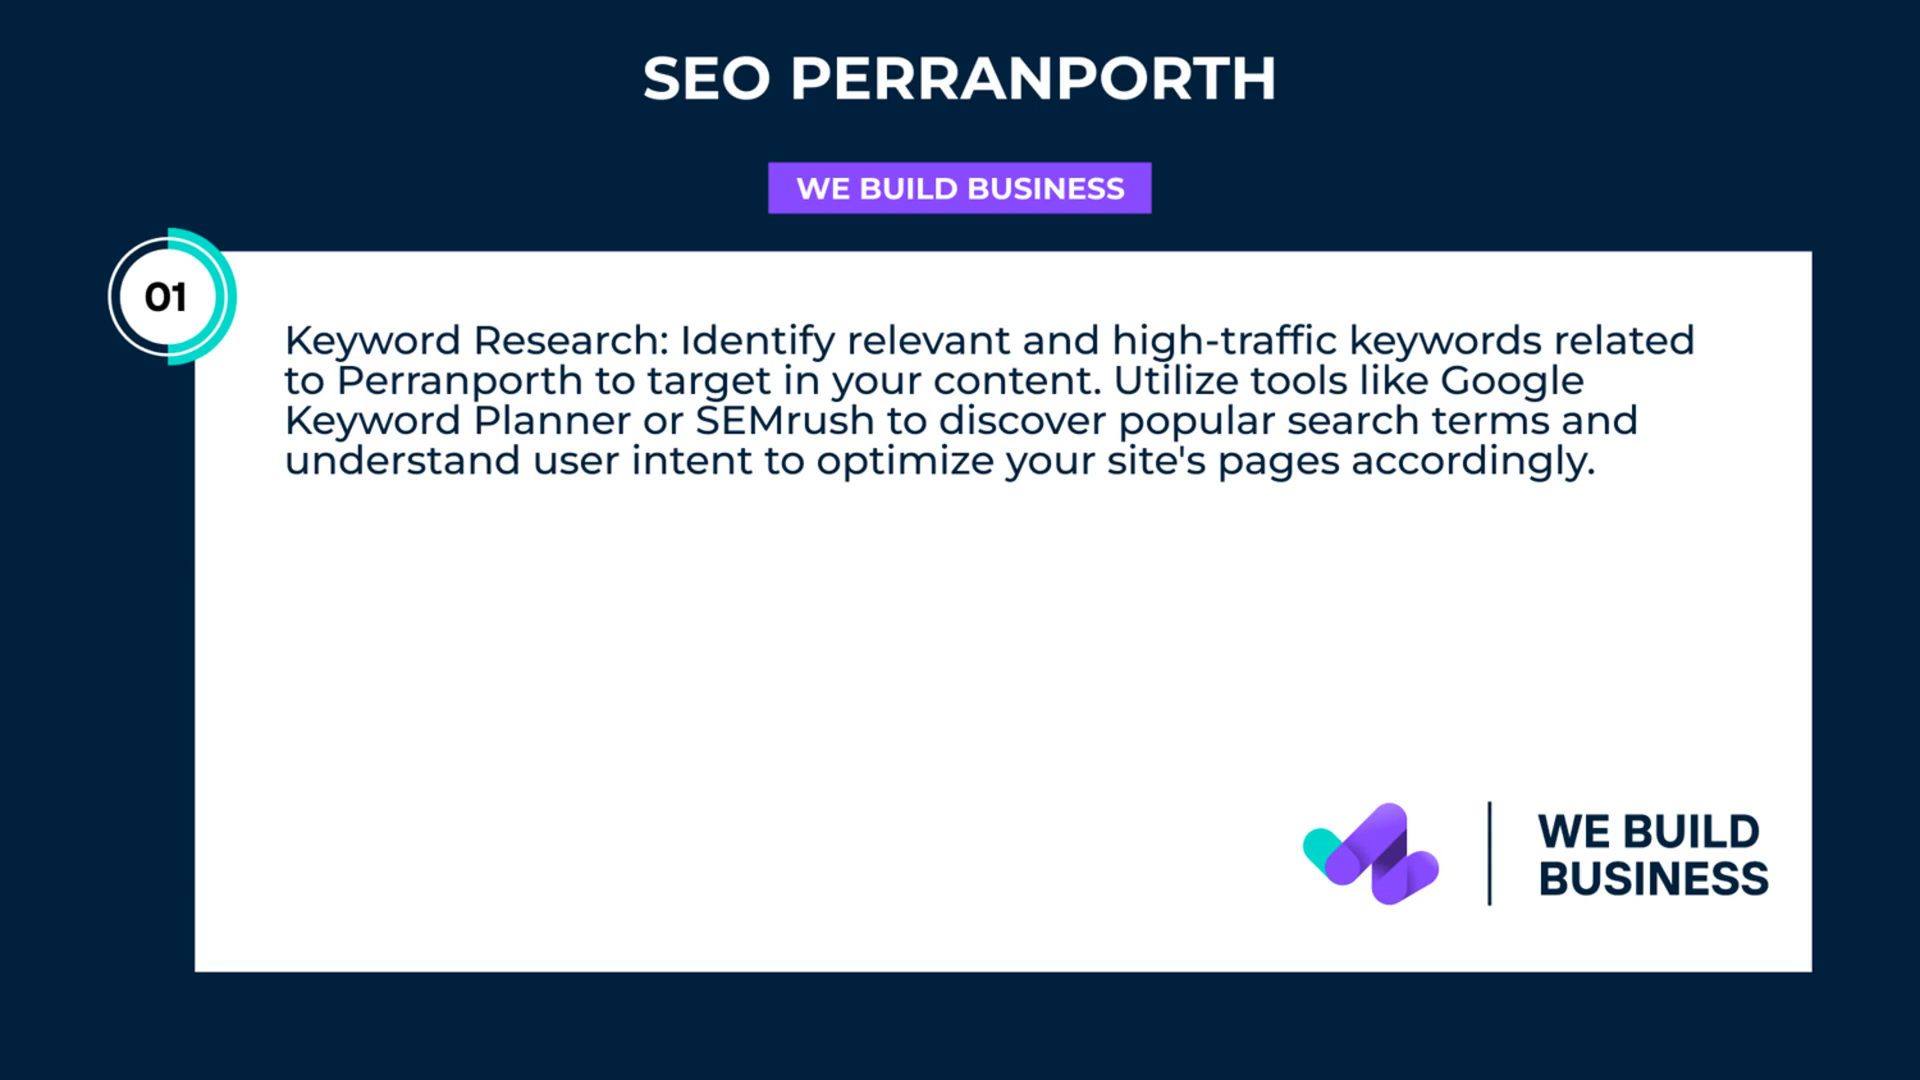 SEO PERRANPORTH
WE BUILD BUSINESS
01
Keyword Research: Identify relevant and high-traffic keywords related
to Perranporth to target in your content. Utilize tools like Google
Keyword Planner or SEMrush to discover popular search terms and
understand user intent to optimize your site's pages accordingly.
WE BUILD
BUSINESS